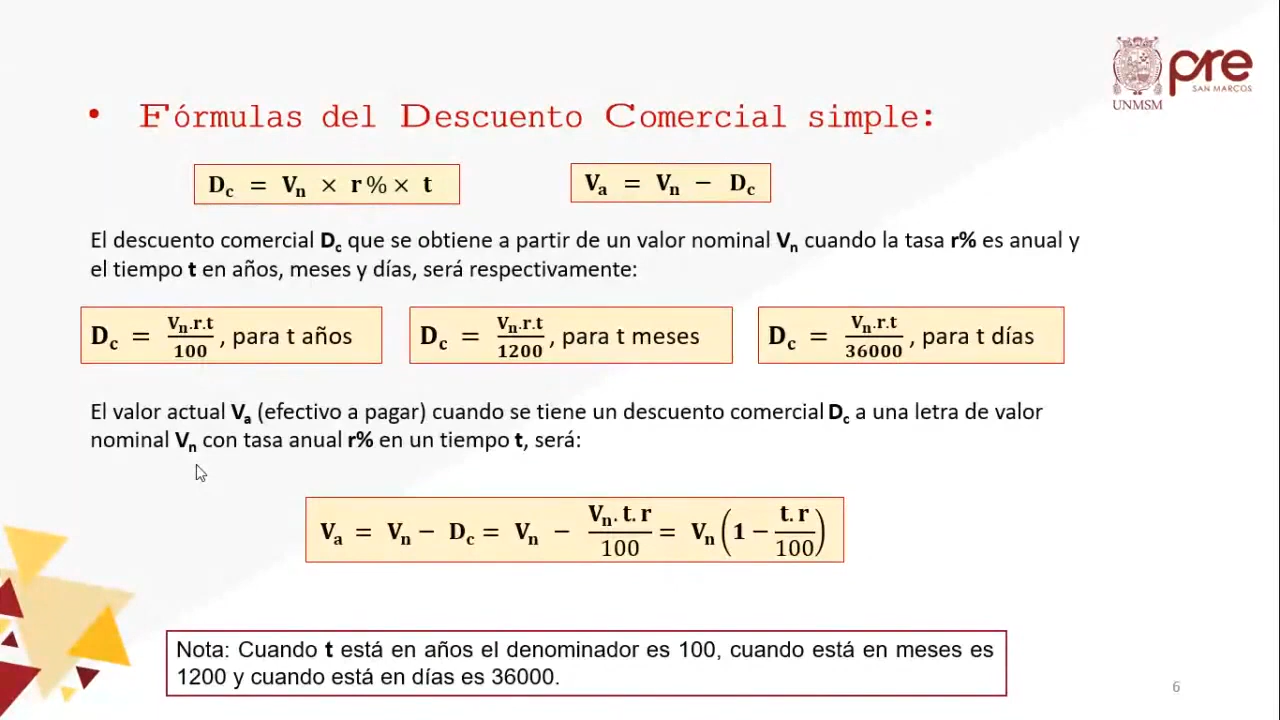 UNMSM
pre
SAN MARCOS
• Fórmulas del Descuento Comercial simple:
D_c = V_n × r% × t
V_a = V_n − D_c
El descuento comercial D_c que se obtiene a partir de un valor nominal V_n cuando la tasa r% es anual y
el tiempo t en años, meses y días, será respectivamente:
D_c = V_n.r.t/100, para t años
D_c = V_n.r.t/1200, para t meses
D_c = V_n.r.t/36000, para t días
El valor actual V_a (efectivo a pagar) cuando se tiene un descuento comercial D_c a una letra de valor
nominal V_n con tasa anual r% en un tiempo t, será:
V_a = V_n − D_c = V_n − V_n.t.r/100 = V_n(1 − t.r/100)
Nota: Cuando t está en años el denominador es 100, cuando está en meses es
1200 y cuando está en días es 36000.
6